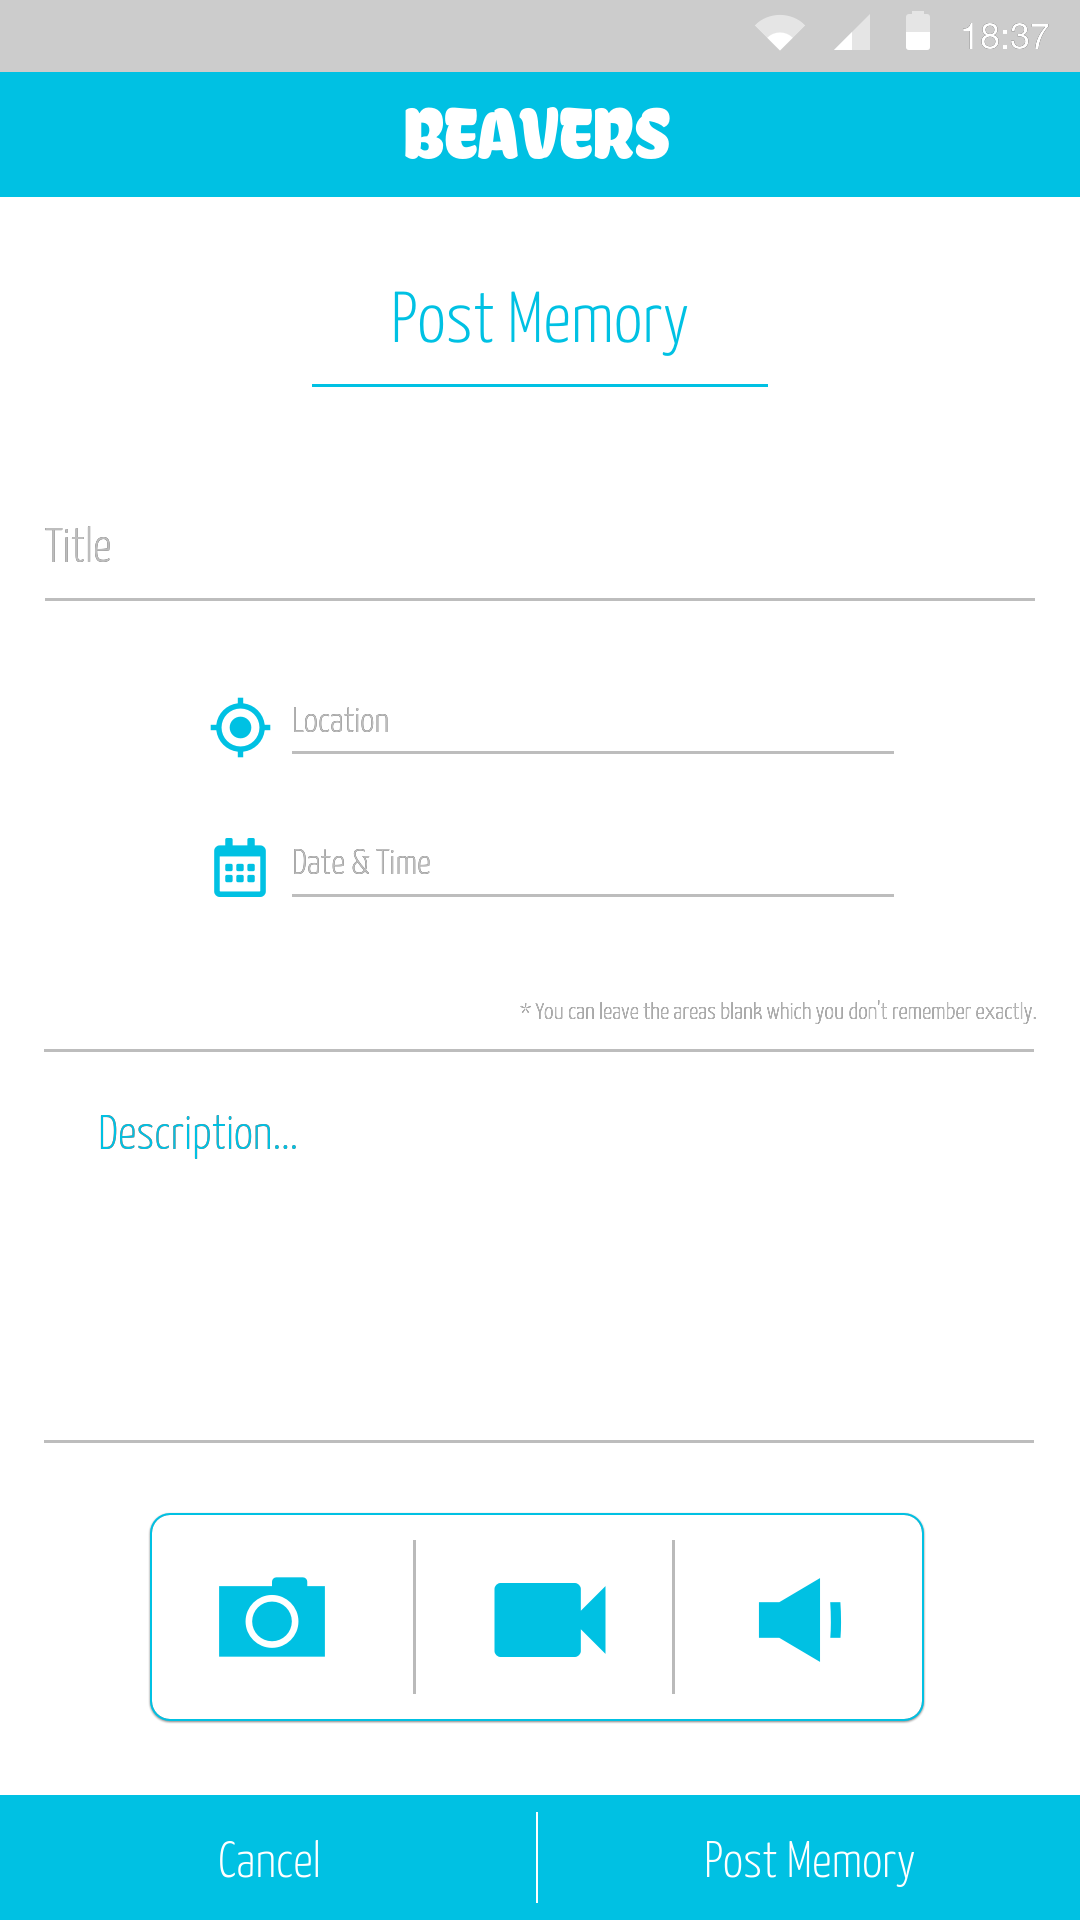 18:37
BEAVERS
Post Memory
Title
Location
Date & Time
* You can leave the areas blank which you don't remember exactly.
Description...
Cancel
Post Memory